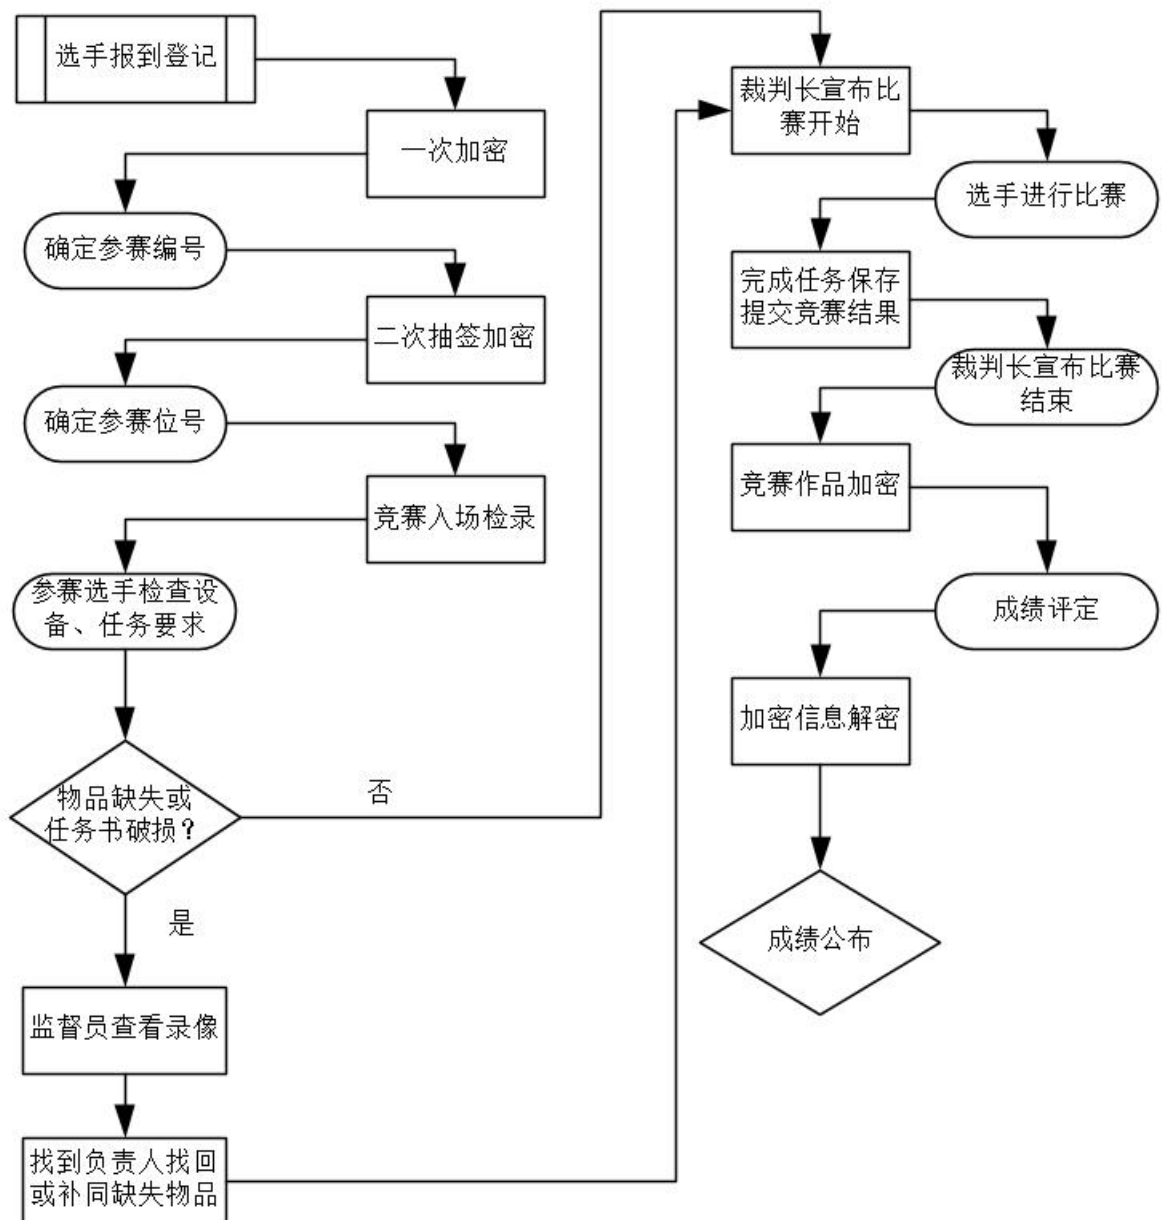 选手报到登记
一次加密
确定参赛编号
二次抽签加密
确定参赛位号
竞赛入场检录
参赛选手检查设
备、任务要求
物品缺失或
任务书破损？
否
是
监督员查看录像
找到负责人找回
或补同缺失物品
裁判长宣布比
赛开始
选手进行比赛
完成任务保存
提交竞赛结果
裁判长宣布比赛
结束
竞赛作品加密
成绩评定
加密信息解密
成绩公布